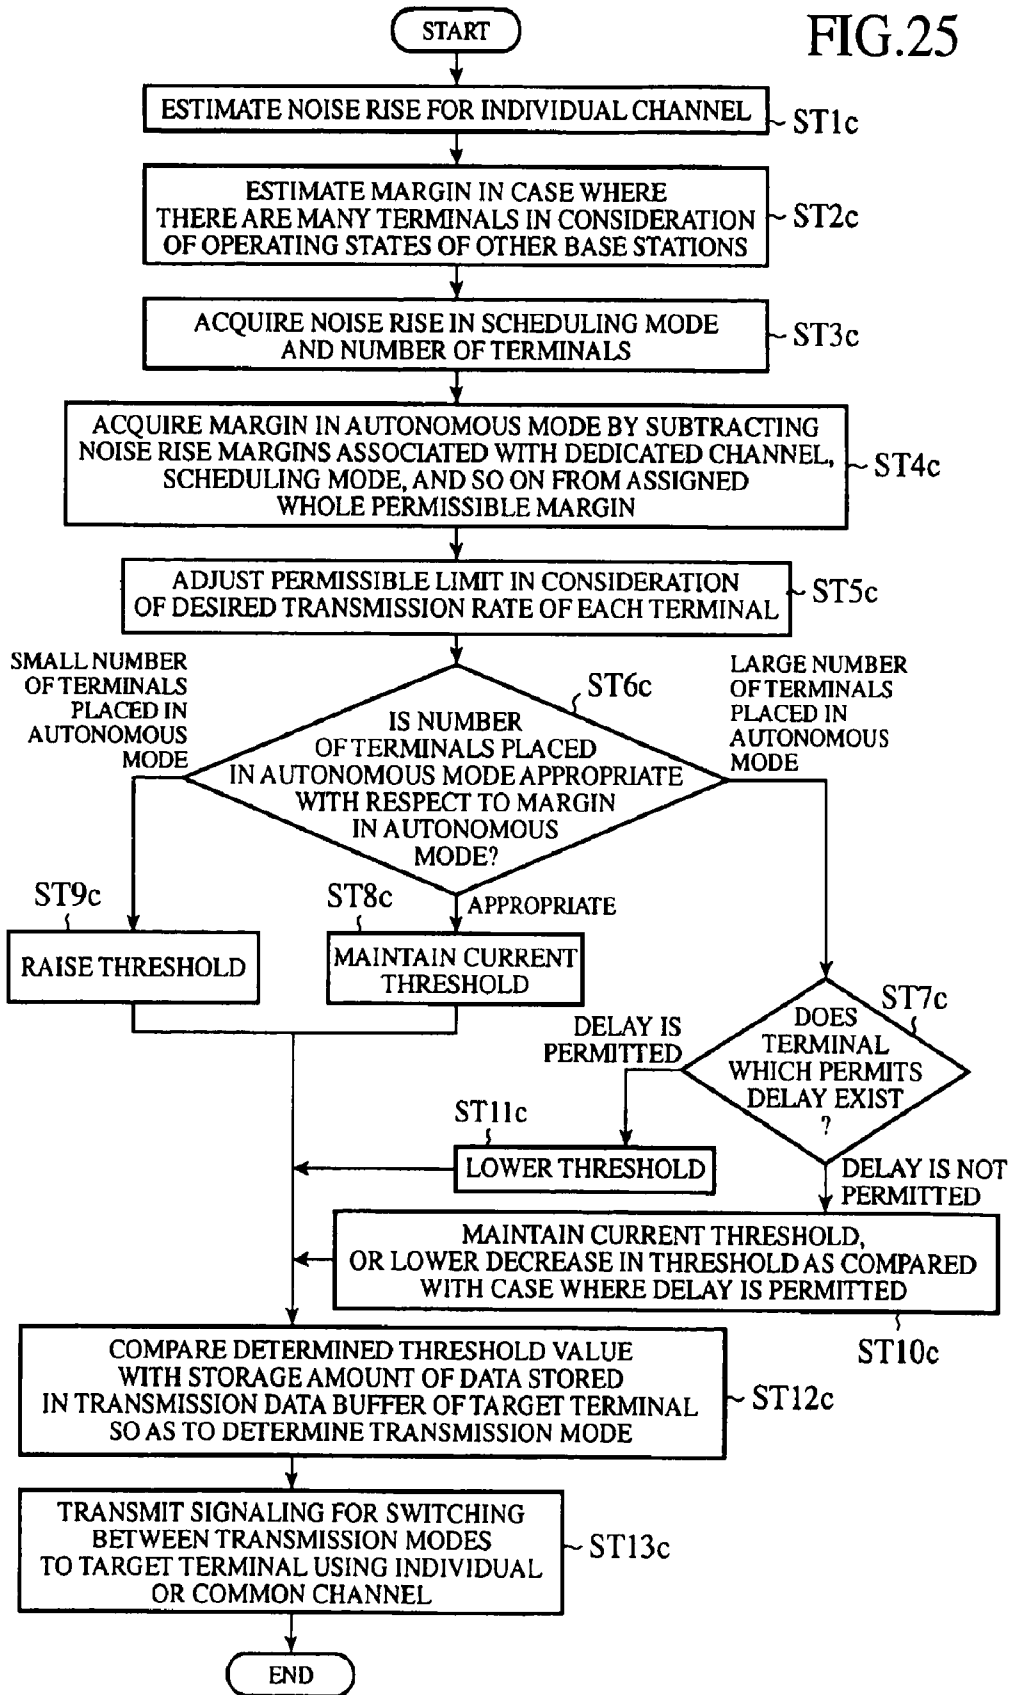 FIG.25
START
ESTIMATE NOISE RISE FOR INDIVIDUAL CHANNEL
ST1c
ESTIMATE MARGIN IN CASE WHERE
THERE ARE MANY TERMINALS IN CONSIDERATION
OF OPERATING STATES OF OTHER BASE STATIONS
ST2c
ACQUIRE NOISE RISE IN SCHEDULING MODE
AND NUMBER OF TERMINALS
ST3c
ACQUIRE MARGIN IN AUTONOMOUS MODE BY SUBTRACTING
NOISE RISE MARGINS ASSOCIATED WITH DEDICATED CHANNEL,
SCHEDULING MODE, AND SO ON FROM ASSIGNED
WHOLE PERMISSIBLE MARGIN
ST4c
ADJUST PERMISSIBLE LIMIT IN CONSIDERATION
OF DESIRED TRANSMISSION RATE OF EACH TERMINAL
ST5c
SMALL NUMBER
OF TERMINALS
PLACED IN
AUTONOMOUS
MODE
ST6c
IS NUMBER
OF TERMINALS PLACED
IN AUTONOMOUS MODE APPROPRIATE
WITH RESPECT TO MARGIN
IN AUTONOMOUS
MODE?
LARGE NUMBER
OF TERMINALS
PLACED IN
AUTONOMOUS
MODE
ST9c
RAISE THRESHOLD
ST8c
APPROPRIATE
MAINTAIN CURRENT
THRESHOLD
ST7c
DOES
TERMINAL
WHICH PERMITS
DELAY EXIST
?
DELAY IS
PERMITTED
ST11c
LOWER THRESHOLD
DELAY IS NOT
PERMITTED
MAINTAIN CURRENT THRESHOLD,
OR LOWER DECREASE IN THRESHOLD AS COMPARED
WITH CASE WHERE DELAY IS PERMITTED
ST10c
COMPARE DETERMINED THRESHOLD VALUE
WITH STORAGE AMOUNT OF DATA STORED
IN TRANSMISSION DATA BUFFER OF TARGET TERMINAL
SO AS TO DETERMINE TRANSMISSION MODE
ST12c
TRANSMIT SIGNALING FOR SWITCHING
BETWEEN TRANSMISSION MODES
TO TARGET TERMINAL USING INDIVIDUAL
OR COMMON CHANNEL
ST13c
END